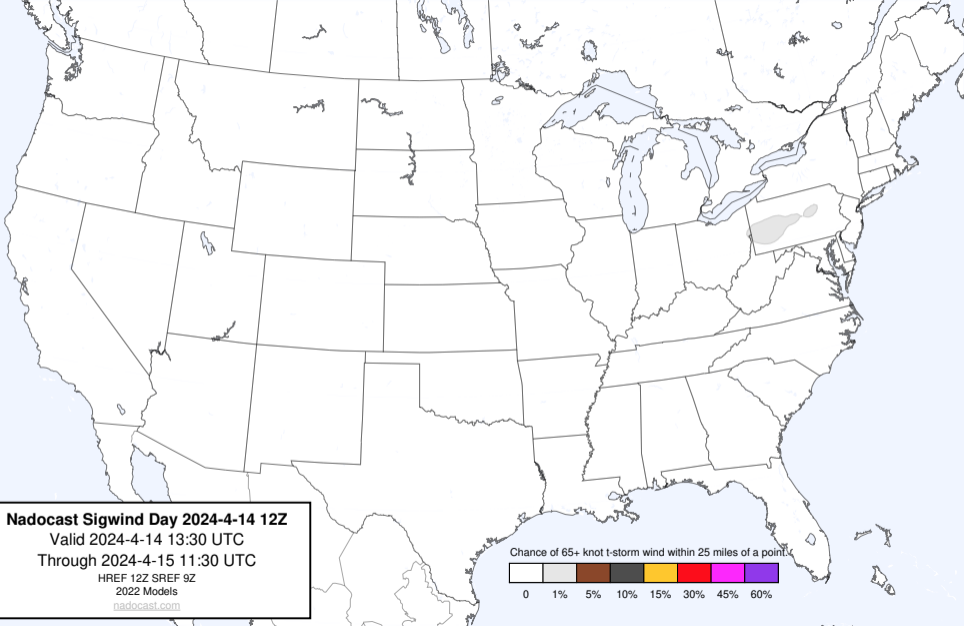 Nadocast Sigwind Day 2024-4-14 12Z
Valid 2024-4-14 13:30 UTC
Through 2024-4-15 11:30 UTC
HREF 12Z SREF 9Z
2022 Models
nadocast.com
Chance of 65+ knot t-storm wind within 25 miles of a point.
0 1% 5% 10% 15% 30% 45% 60%